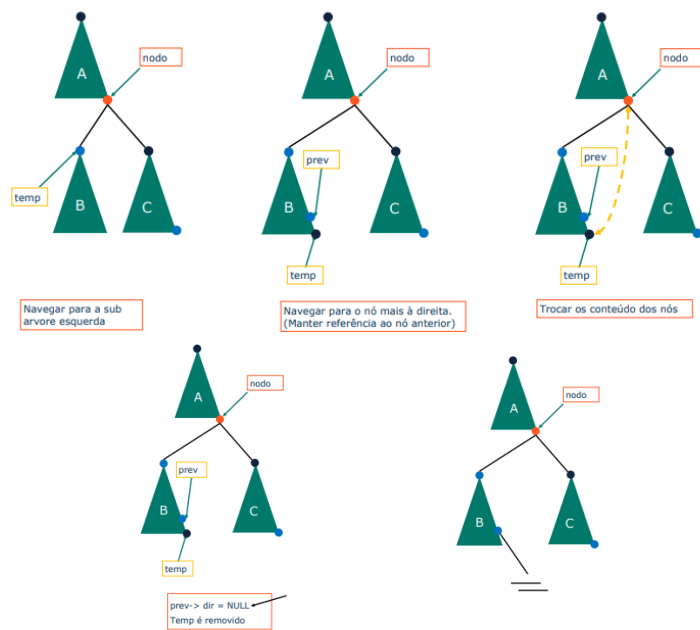 A
nodo
temp
B
C
Navegar para a sub
arvore esquerda
A
nodo
prev
B
C
temp
Navegar para o nó mais à direita.
(Manter referência ao nó anterior)
A
nodo
prev
B
C
temp
Trocar os conteúdo dos nós
A
nodo
prev
B
C
temp
prev-> dir = NULL
Temp é removido
A
nodo
B
C